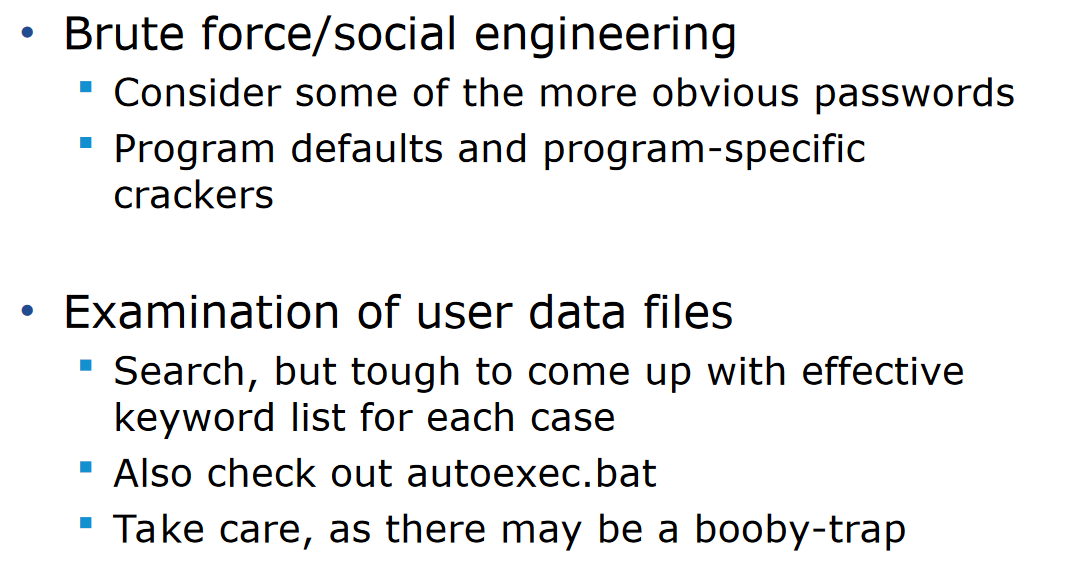 • Brute force/social engineering
▪ Consider some of the more obvious passwords
▪ Program defaults and program-specific
crackers
• Examination of user data files
▪ Search, but tough to come up with effective
keyword list for each case
▪ Also check out autoexec.bat
▪ Take care, as there may be a booby-trap